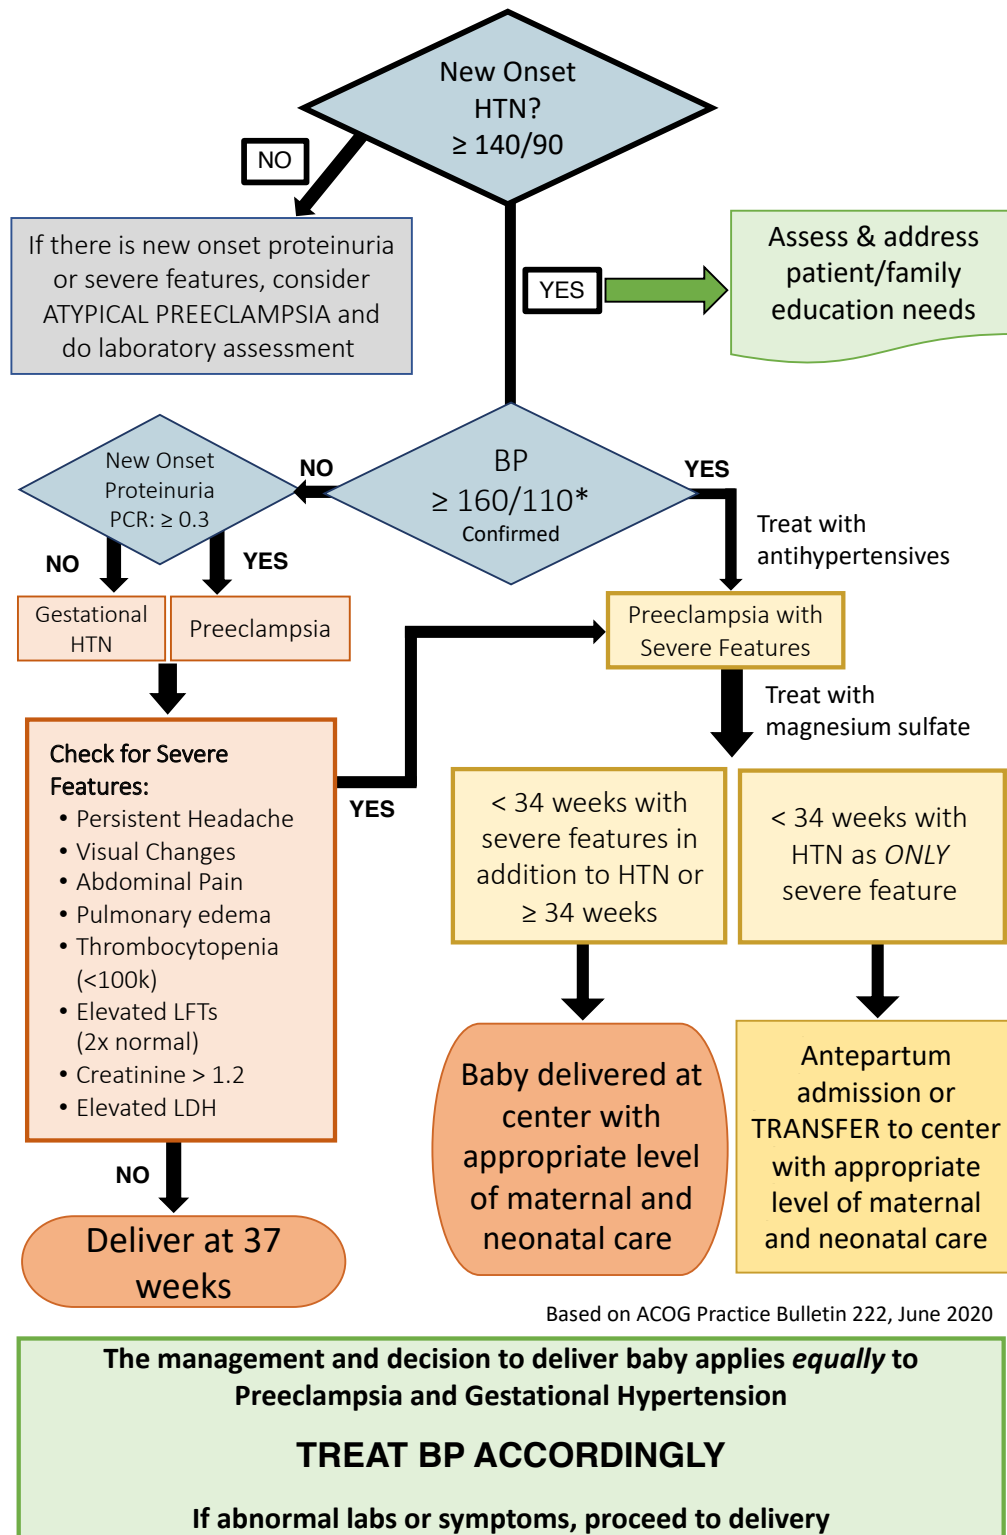 New Onset
HTN?
≥ 140/90
NO
If there is new onset proteinuria
or severe features, consider
ATYPICAL PREECLAMPSIA and
do laboratory assessment
YES
Assess & address
patient/family
education needs
BP
≥ 160/110*
Confirmed
NO
YES
New Onset
Proteinuria
PCR: ≥ 0.3
NO
YES
Treat with
antihypertensives
Gestational
HTN
Preeclampsia
Preeclampsia with
Severe Features
Treat with
magnesium sulfate
Check for Severe
Features:
• Persistent Headache
• Visual Changes
• Abdominal Pain
• Pulmonary edema
• Thrombocytopenia
(<100k)
• Elevated LFTs
(2x normal)
• Creatinine > 1.2
• Elevated LDH
YES
< 34 weeks with
severe features in
addition to HTN or
≥ 34 weeks
< 34 weeks with
HTN as ONLY
severe feature
NO
Deliver at 37
weeks
Baby delivered at
center with
appropriate level
of maternal and
neonatal care
Antepartum
admission or
TRANSFER to center
with appropriate
level of maternal
and neonatal care
Based on ACOG Practice Bulletin 222, June 2020
The management and decision to deliver baby applies equally to
Preeclampsia and Gestational Hypertension
TREAT BP ACCORDINGLY
If abnormal labs or symptoms, proceed to delivery